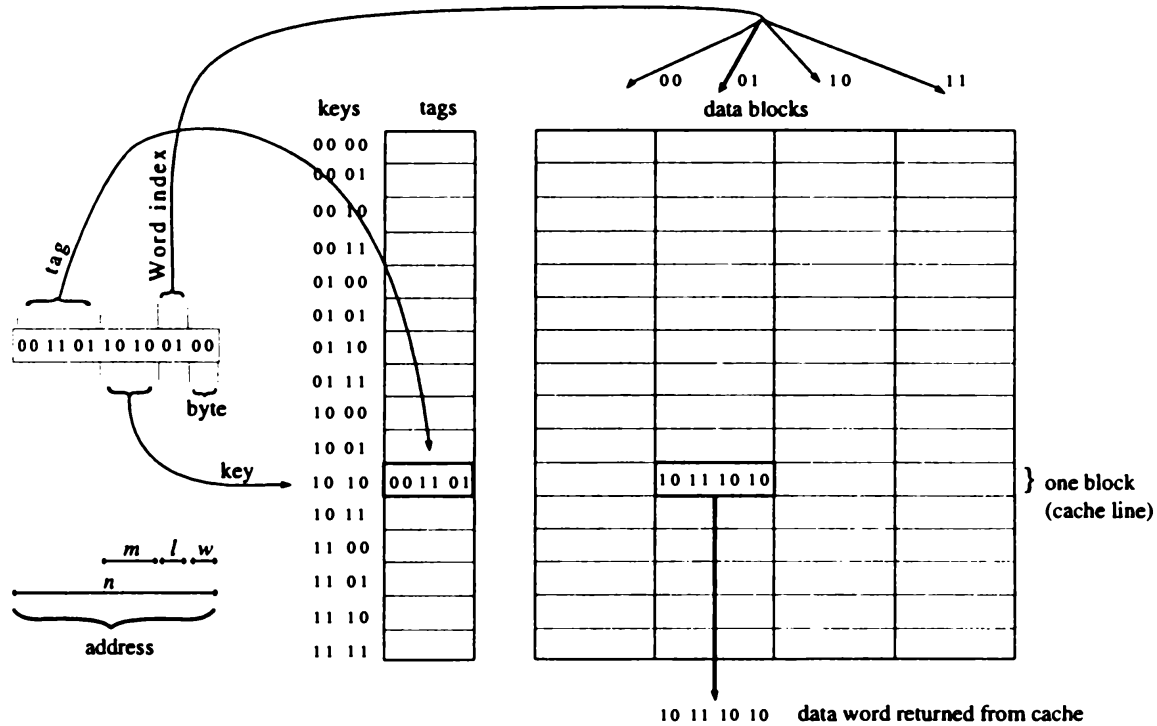 00 01 10 11
keys tags data blocks
00 00
00 01
00 10
00 11
01 00
01 01
01 10
01 11
10 00
10 01
10 10 00 11 01 10 11 10 10
10 11
11 00
11 01
11 10
11 11
tag
Word index
00 11 01 10 10 01 00
byte
key
one block
(cache line)
m l w
n
address
10 11 10 10 data word returned from cache